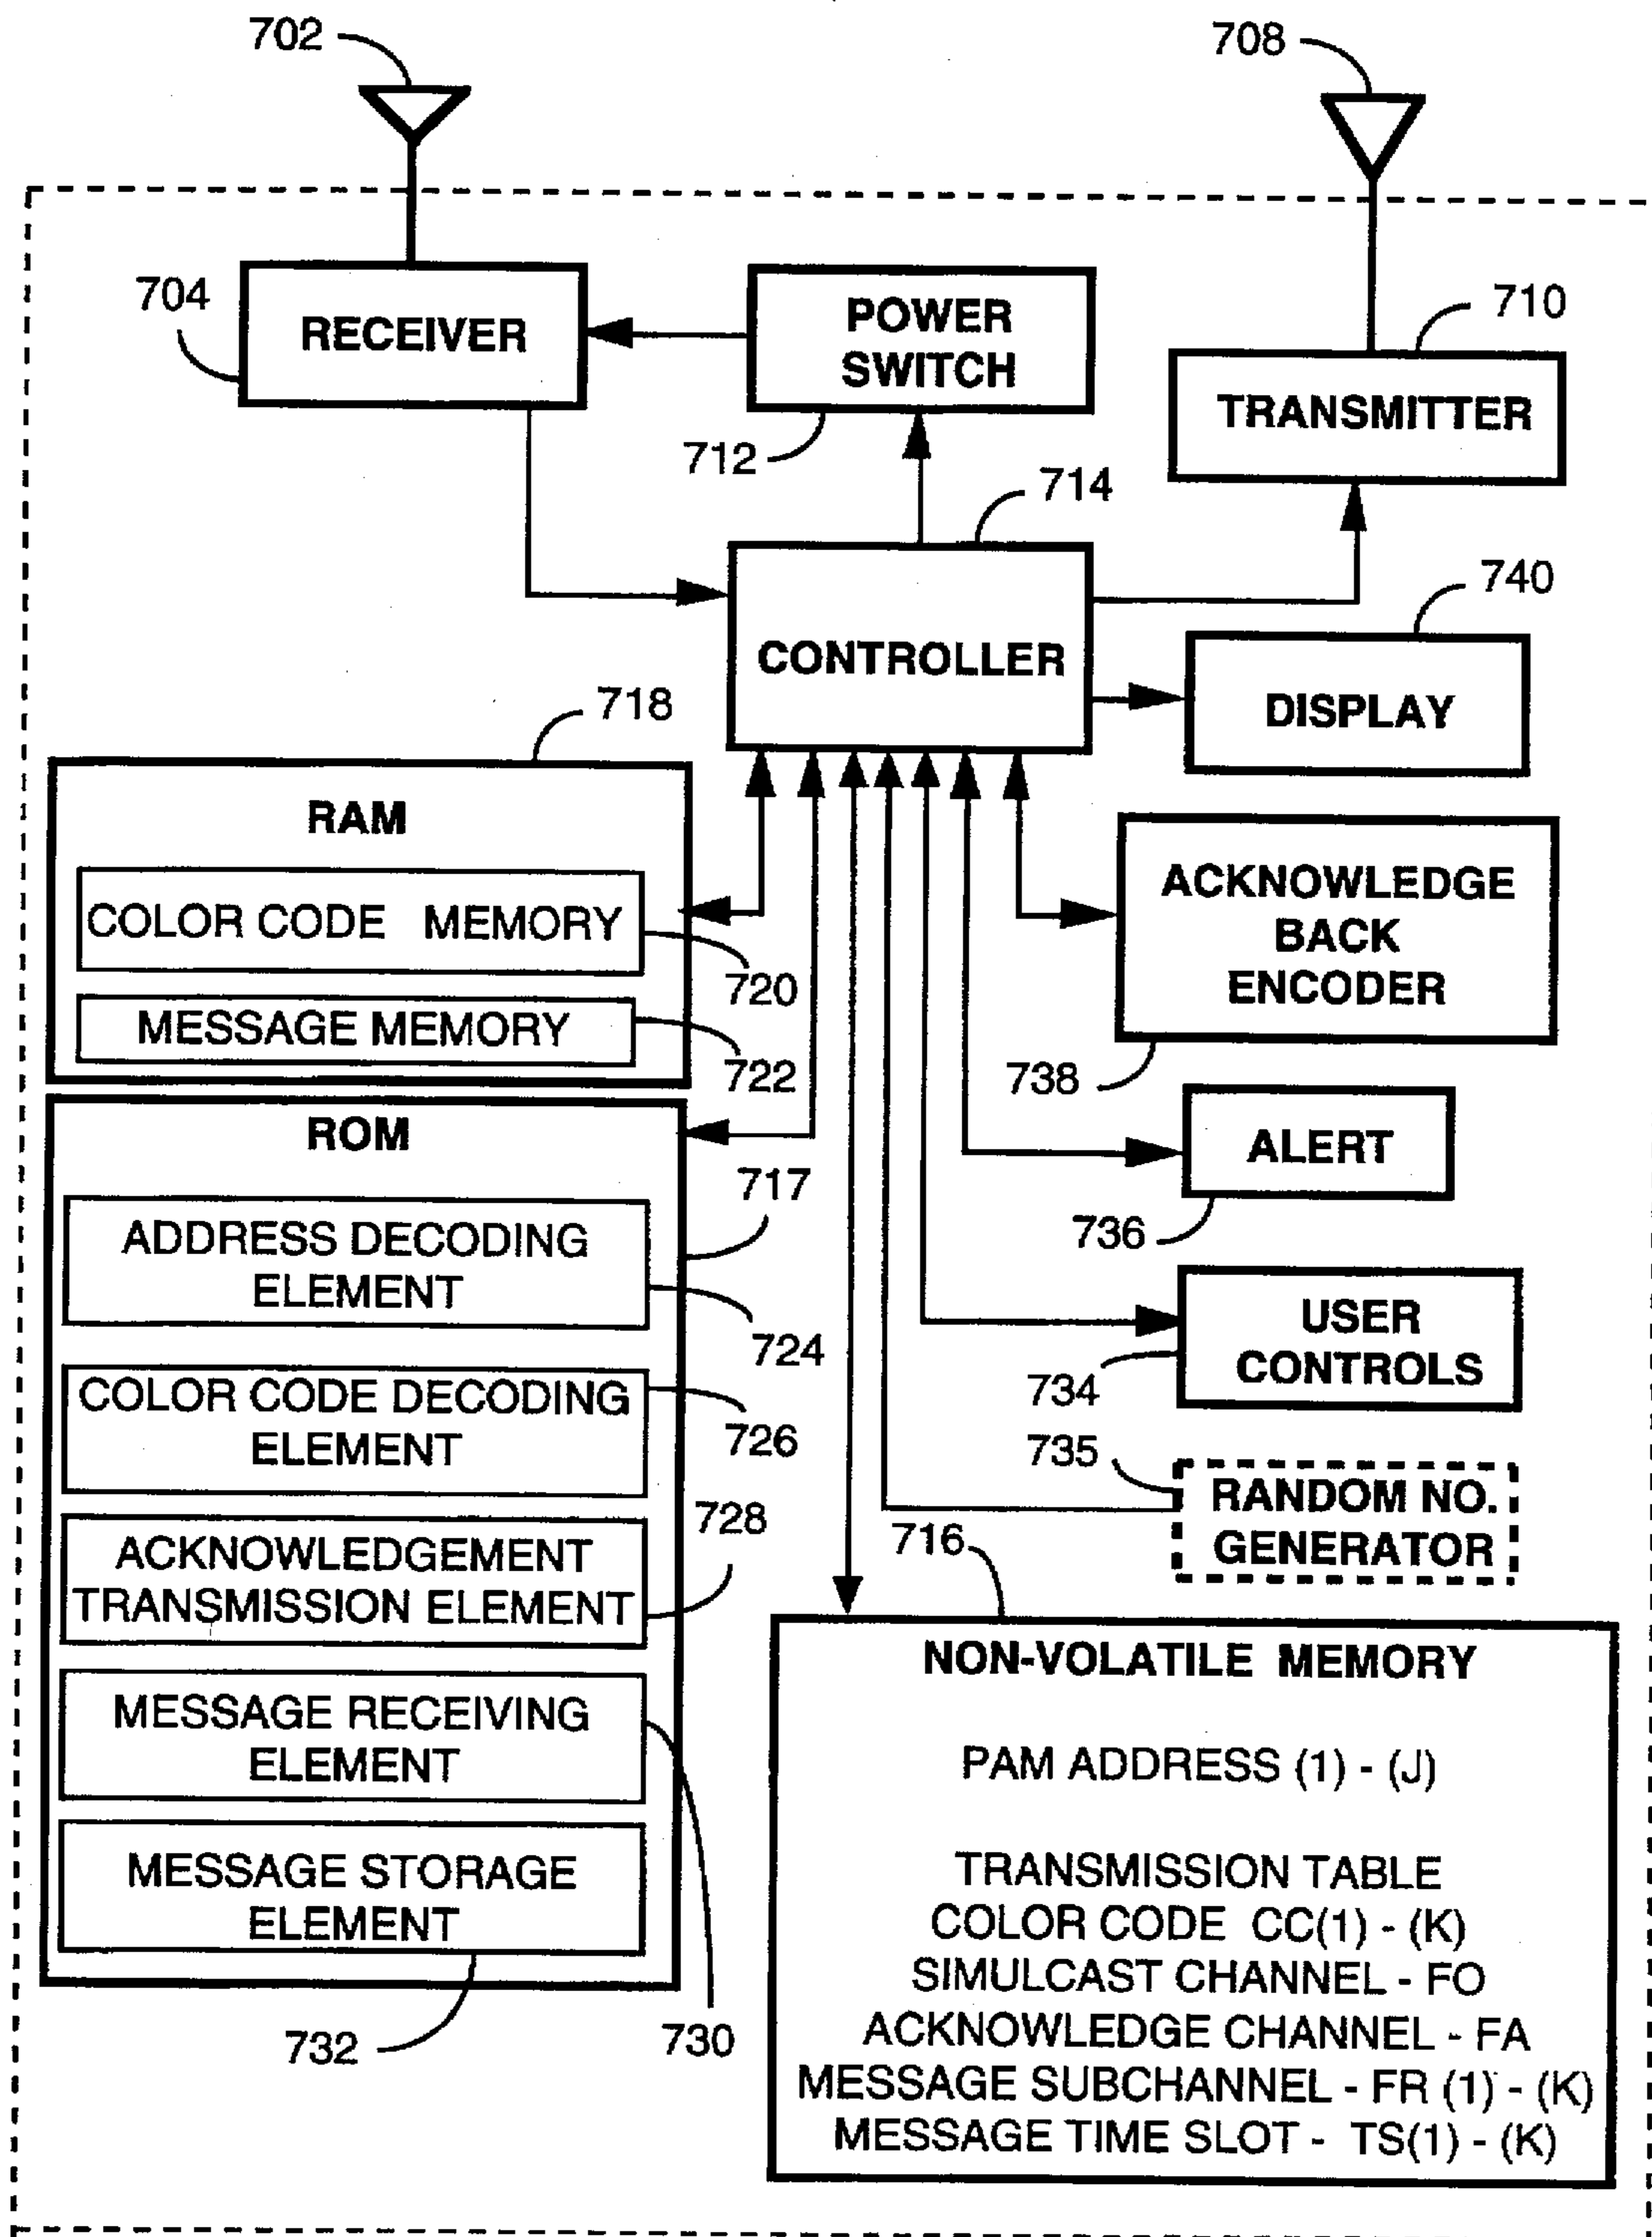 702
708
704
RECEIVER
POWER
SWITCH
710
712
TRANSMITTER
714
740
CONTROLLER
DISPLAY
718
RAM
COLOR CODE MEMORY
720
MESSAGE MEMORY
722
ACKNOWLEDGE
BACK
ENCODER
738
ROM
717
ALERT
736
ADDRESS DECODING
ELEMENT
724
USER
CONTROLS
734
COLOR CODE DECODING
ELEMENT
726
735
RANDOM NO.
GENERATOR
728
716
ACKNOWLEDGEMENT
TRANSMISSION ELEMENT
MESSAGE RECEIVING
ELEMENT
730
MESSAGE STORAGE
ELEMENT
732
NON-VOLATILE MEMORY
PAM ADDRESS (1) - (J)
TRANSMISSION TABLE
COLOR CODE CC(1) - (K)
SIMULCAST CHANNEL - FO
ACKNOWLEDGE CHANNEL - FA
MESSAGE SUBCHANNEL - FR (1) - (K)
MESSAGE TIME SLOT - TS(1) - (K)